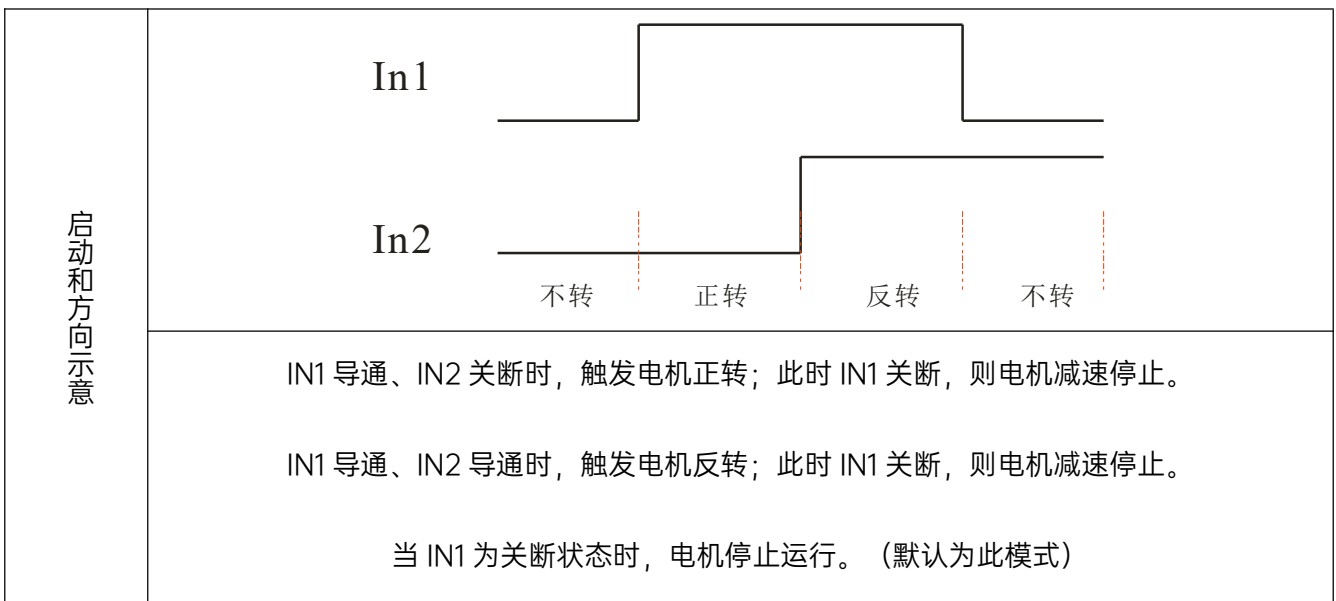 启动和方向示意
In1
In2
不转 正转 反转 不转
IN1 导通、IN2 关断时，触发电机正转；此时 IN1 关断，则电机减速停止。
IN1 导通、IN2 导通时，触发电机反转；此时 IN1 关断，则电机减速停止。
当 IN1 为关断状态时，电机停止运行。（默认为此模式）